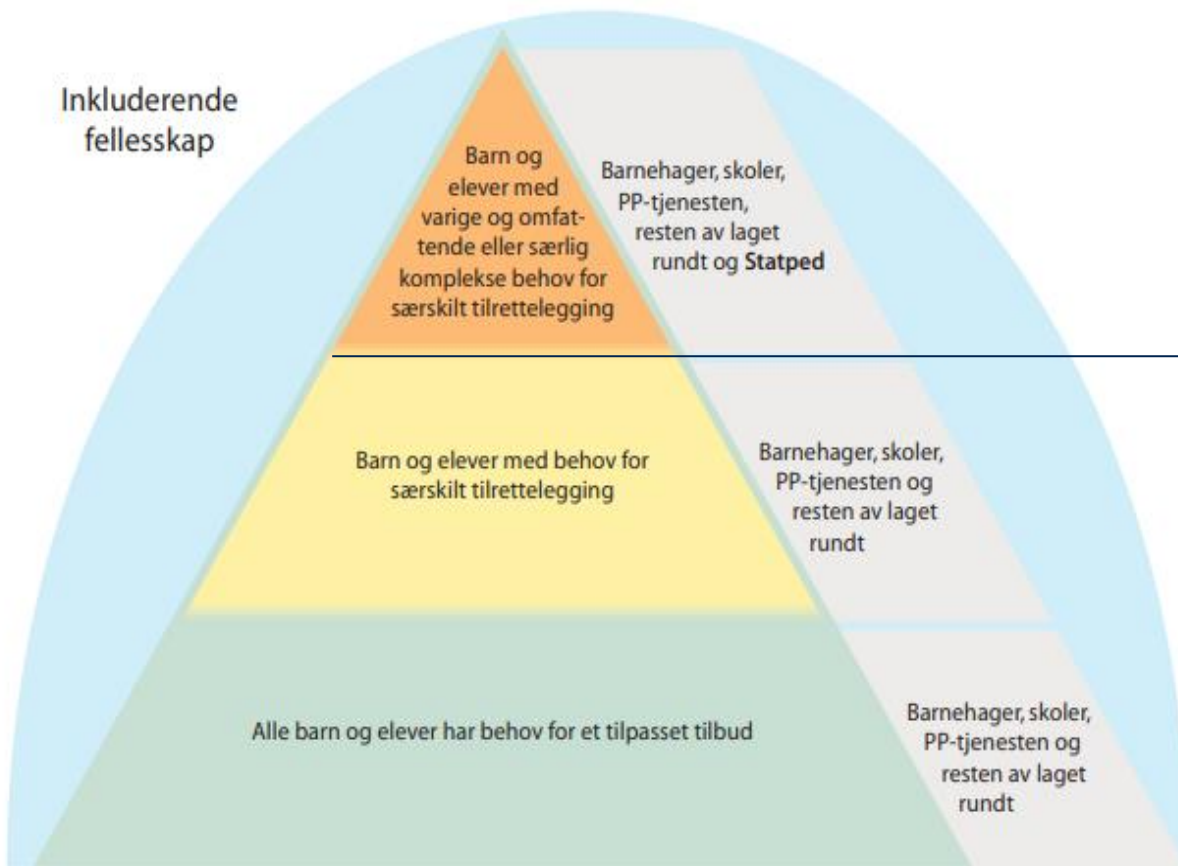 Inkluderende
fellesskap
Barn og
elever med
varige og omfat-
tende eller særlig
komplekse behov for
særskilt tilrettelegging
Barnehager, skoler,
PP-tjenesten,
resten av laget
rundt og Statped
Barn og elever med behov for
særskilt tilrettelegging
Barnehager, skoler,
PP-tjenesten og
resten av laget
rundt
Alle barn og elever har behov for et tilpasset tilbud
Barnehager, skoler,
PP-tjenesten og
resten av laget
rundt